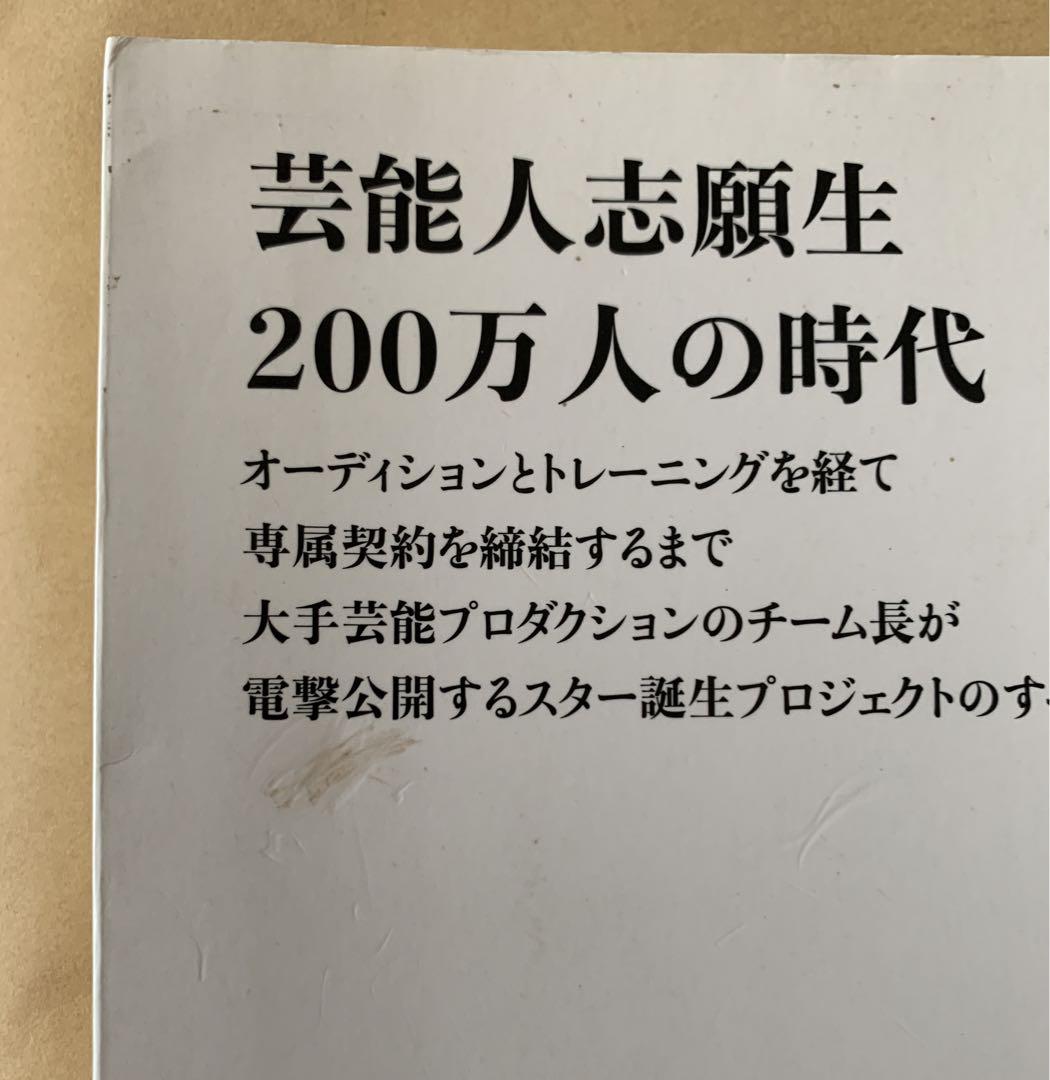 芸能人志願生
200万人の時代
オーディションとトレーニングを経て
専属契約を締結するまで
大手芸能プロダクションのチーム長が
電撃公開するスター誕生プロジェクトのす